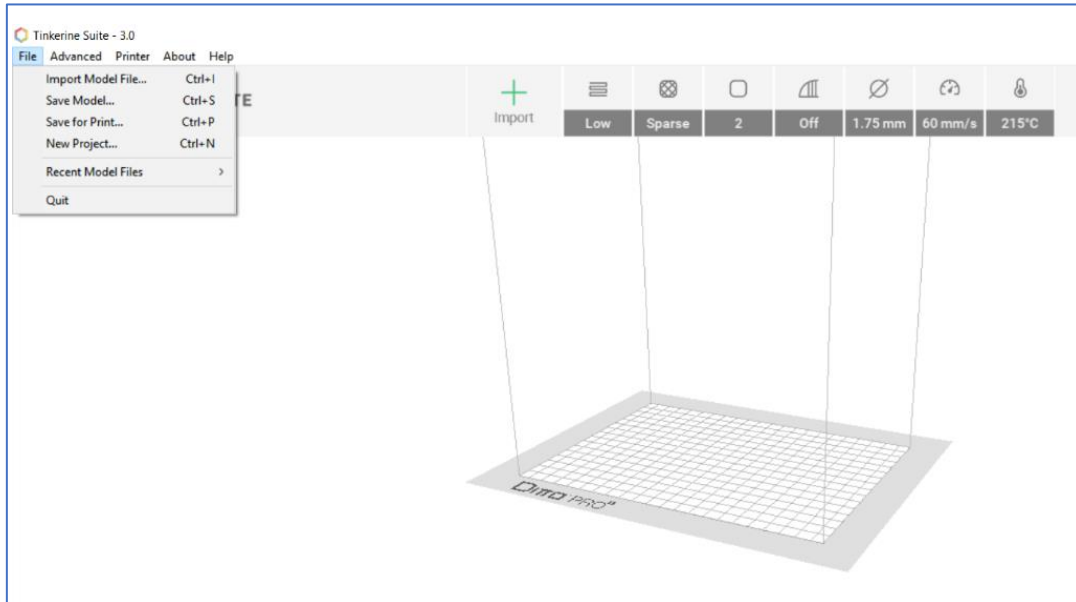 Tinkerine Suite - 3.0
File Advanced Printer About Help
Import Model File... Ctrl+I
Save Model... Ctrl+S
Save for Print... Ctrl+P
New Project... Ctrl+N
Recent Model Files
Quit
TE
Import
Low Sparse 2 Off 1.75 mm 60 mm/s 215°C
DITTO PRO